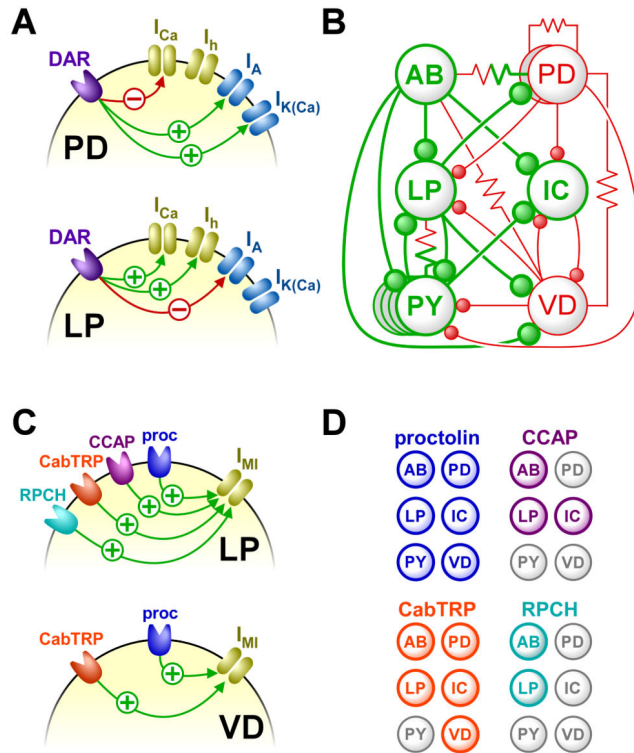 A
DAR
I_Ca
I_h
I_A
I_K(Ca)
−
+
+
PD
DAR
I_Ca
I_h
I_A
I_K(Ca)
+
+
−
LP
B
AB
PD
LP
IC
PY
VD
C
RPCH
CabTRP
CCAP
proc
I_MI
+
+
+
+
LP
CabTRP
proc
I_MI
+
+
VD
D
proctolin
AB PD
LP IC
PY VD
CCAP
AB PD
LP IC
PY VD
CabTRP
AB PD
LP IC
PY VD
RPCH
AB PD
LP IC
PY VD